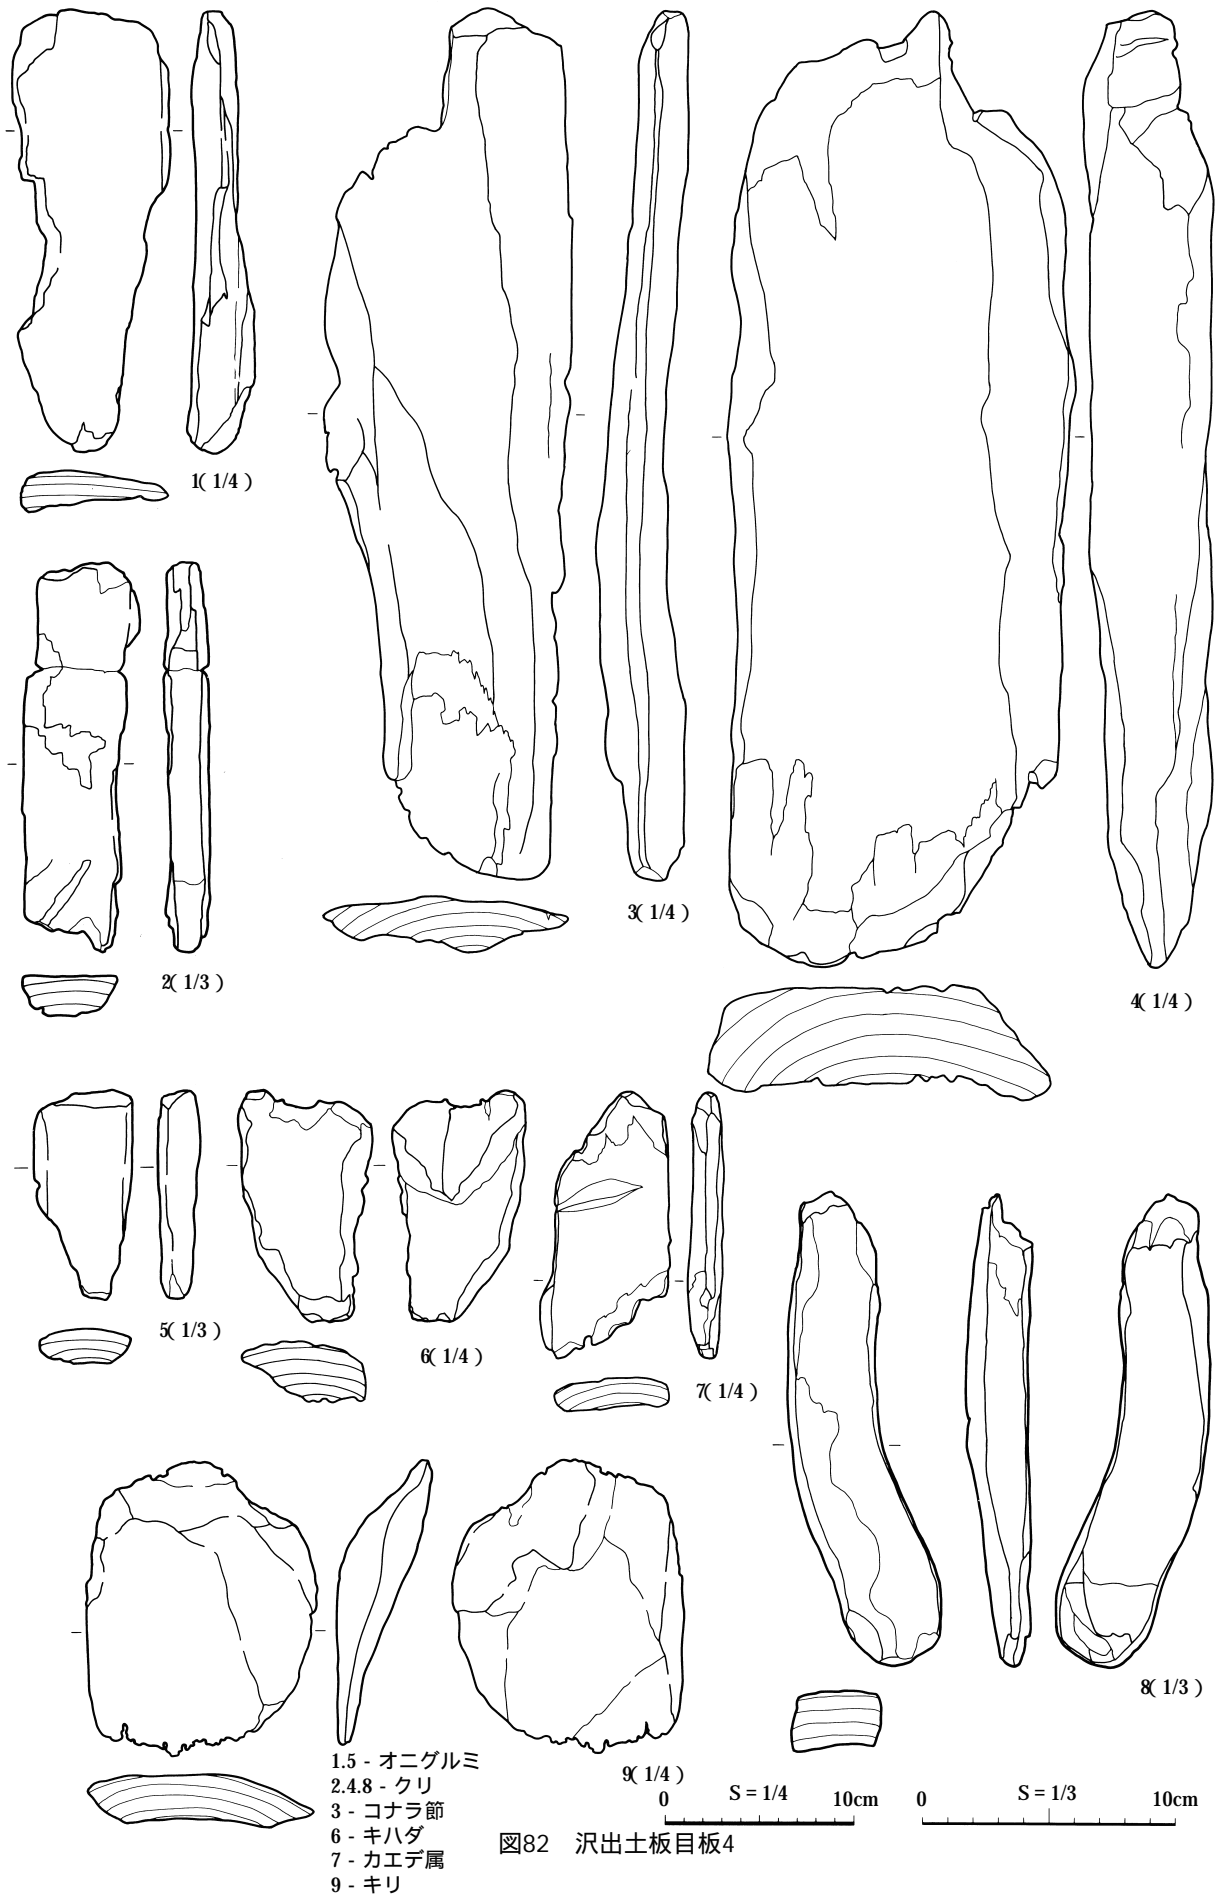 1( 1/4 )
2( 1/3 )
3( 1/4 )
4( 1/4 )
5( 1/3 )
6( 1/4 )
7( 1/4 )
8( 1/3 )
9( 1/4 )
1.5 - オニグルミ
2.4.8 - クリ
3 - コナラ節
6 - キハダ
7 - カエデ属
9 - キリ
0 S = 1/4 10cm
0 S = 1/3 10cm
図82 沢出土板目板4